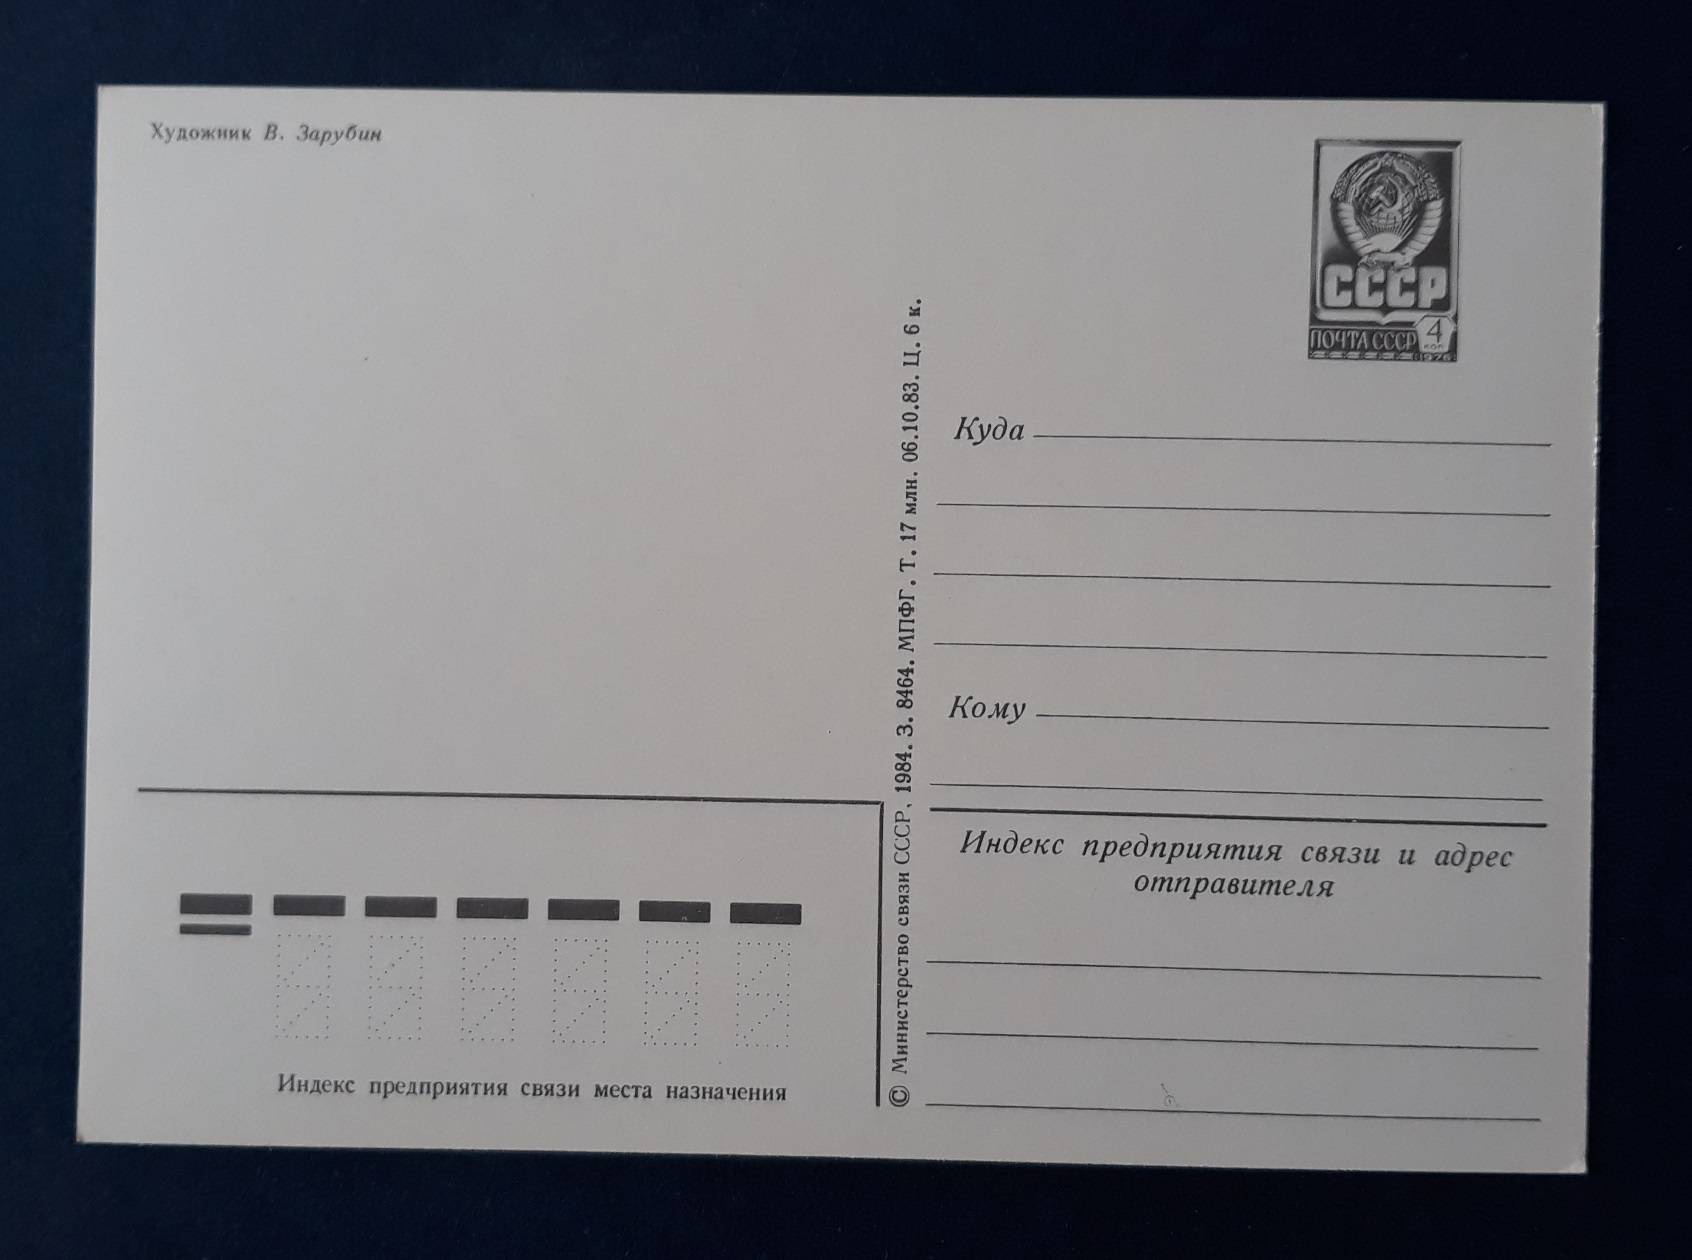 Художник В. Зарубин
СССР
ПОЧТА СССР 4
коп
1976
Куда
Кому
Индекс предприятия связи и адрес
отправителя
© Министерство связи СССР, 1984. З. 8464. МПФГ. Т. 17 млн. 06.10.83. Ц. 6 к.
Индекс предприятия связи места назначения